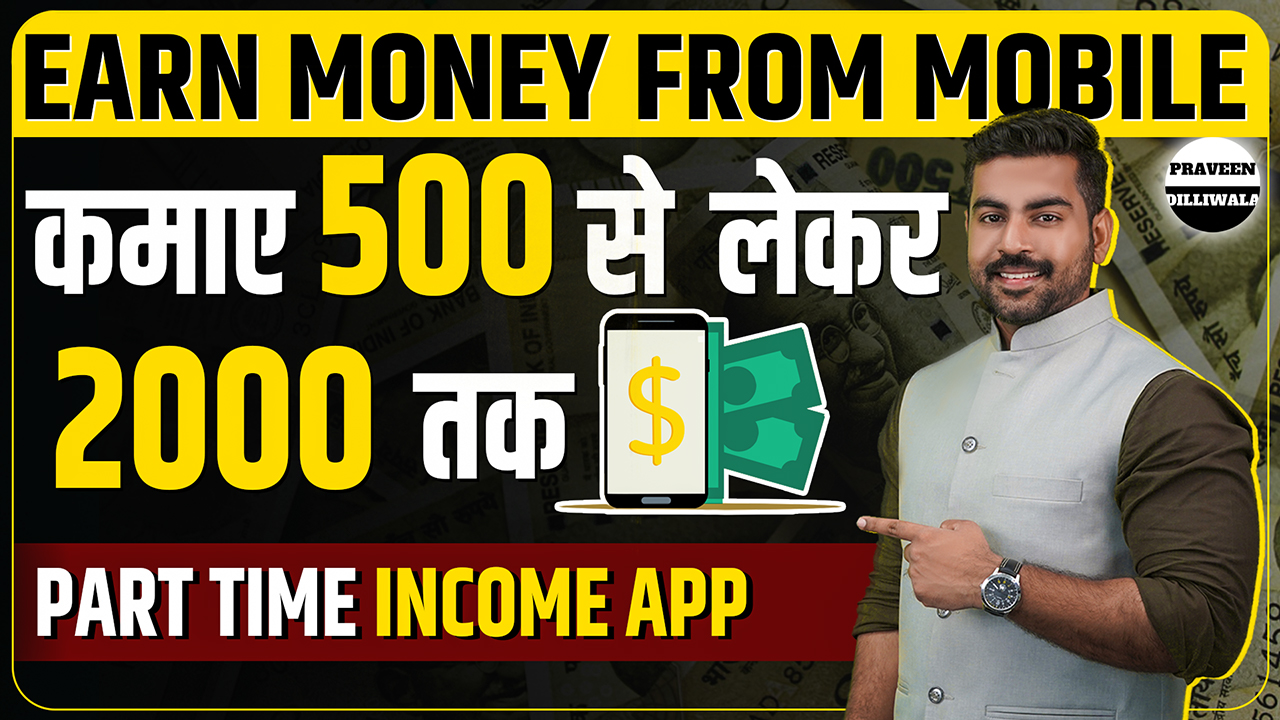 EARN MONEY FROM MOBILE
PRAVEEN
DILLIWALA
कमाए 500 से लेकर
2000 तक
$
PART TIME INCOME APP